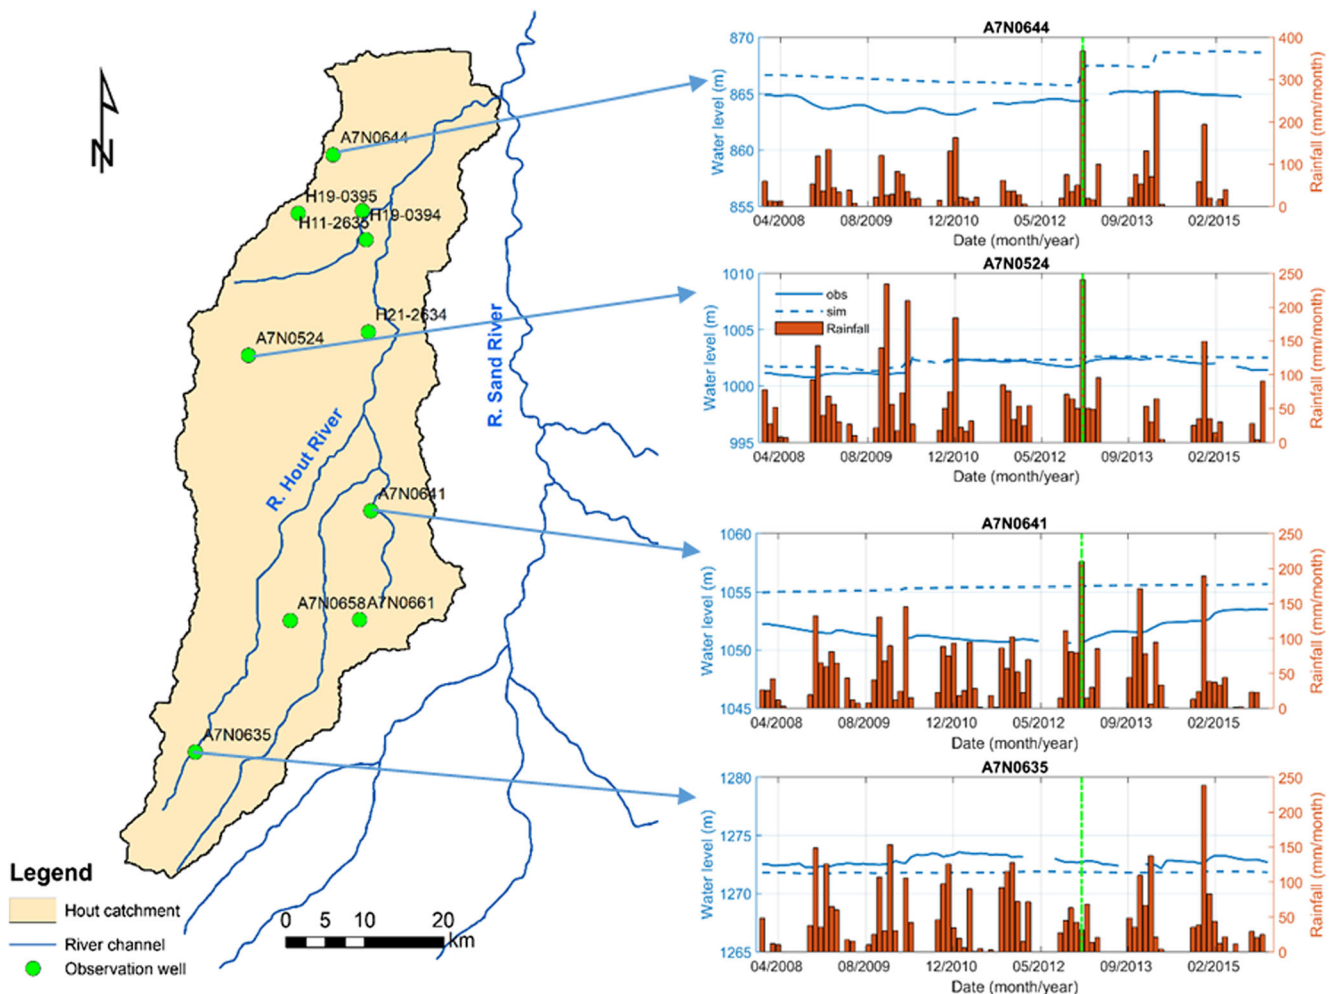 N
A7N0644
H19-0395
H19-0394
H11-2635
H21-2634
A7N0524
R. Sand River
R. Hout River
A7N0641
A7N0658
A7N0661
A7N0635
Legend
Hout catchment
River channel
Observation well
0 5 10 20
km
A7N0644
870
865
860
855
Water level (m)
400
300
200
100
0
Rainfall (mm/month)
04/2008 08/2009 12/2010 05/2012 09/2013 02/2015
Date (month/year)
A7N0524
1010
1005
1000
995
Water level (m)
obs
sim
Rainfall
250
200
150
100
50
0
Rainfall (mm/month)
04/2008 08/2009 12/2010 05/2012 09/2013 02/2015
Date (month/year)
A7N0641
1060
1055
1050
1045
Water level (m)
250
200
150
100
50
0
Rainfall (mm/month)
04/2008 08/2009 12/2010 05/2012 09/2013 02/2015
Date (month/year)
A7N0635
1280
1275
1270
1265
Water level (m)
250
200
150
100
50
0
Rainfall (mm/month)
04/2008 08/2009 12/2010 05/2012 09/2013 02/2015
Date (month/year)